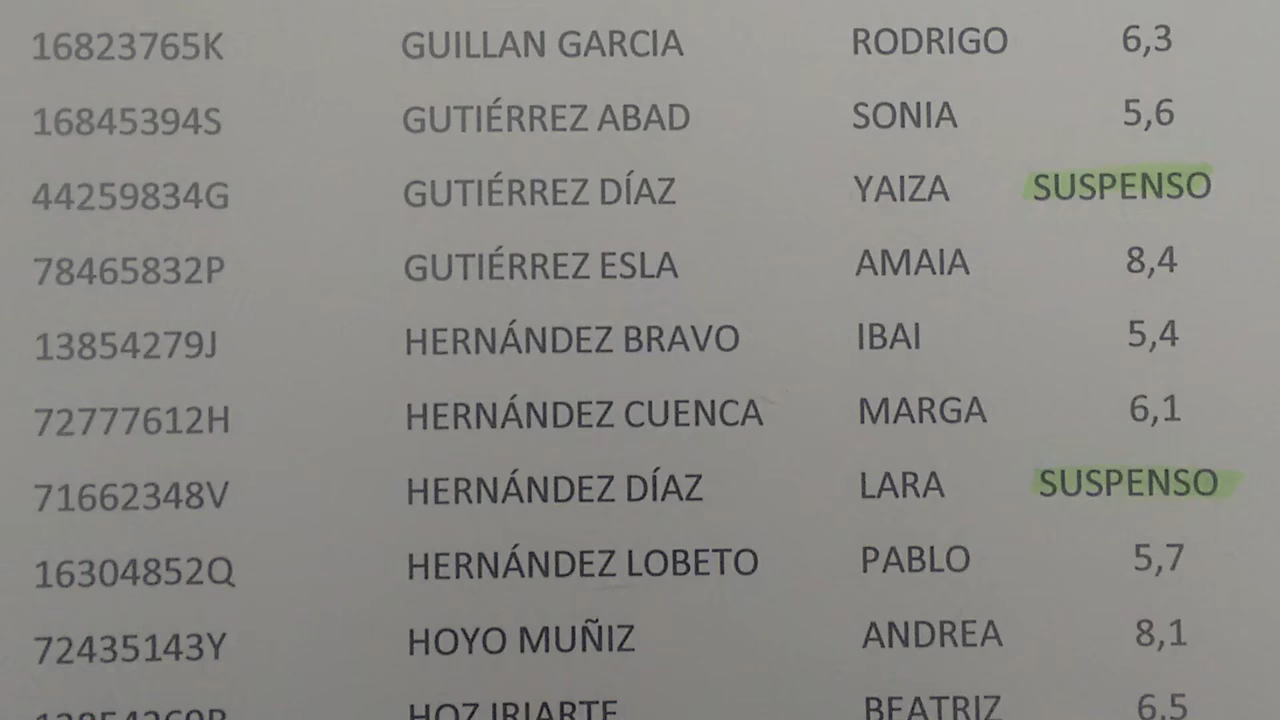 16823765K GUILLAN GARCIA RODRIGO 6,3
16845394S GUTIÉRREZ ABAD SONIA 5,6
44259834G GUTIÉRREZ DÍAZ YAIZA SUSPENSO
78465832P GUTIÉRREZ ESLA AMAIA 8,4
13854279J HERNÁNDEZ BRAVO IBAI 5,4
72777612H HERNÁNDEZ CUENCA MARGA 6,1
71662348V HERNÁNDEZ DÍAZ LARA SUSPENSO
16304852Q HERNÁNDEZ LOBETO PABLO 5,7
72435143Y HOYO MUÑIZ ANDREA 8,1
HOZ IRIARTE BEATRIZ 6,5